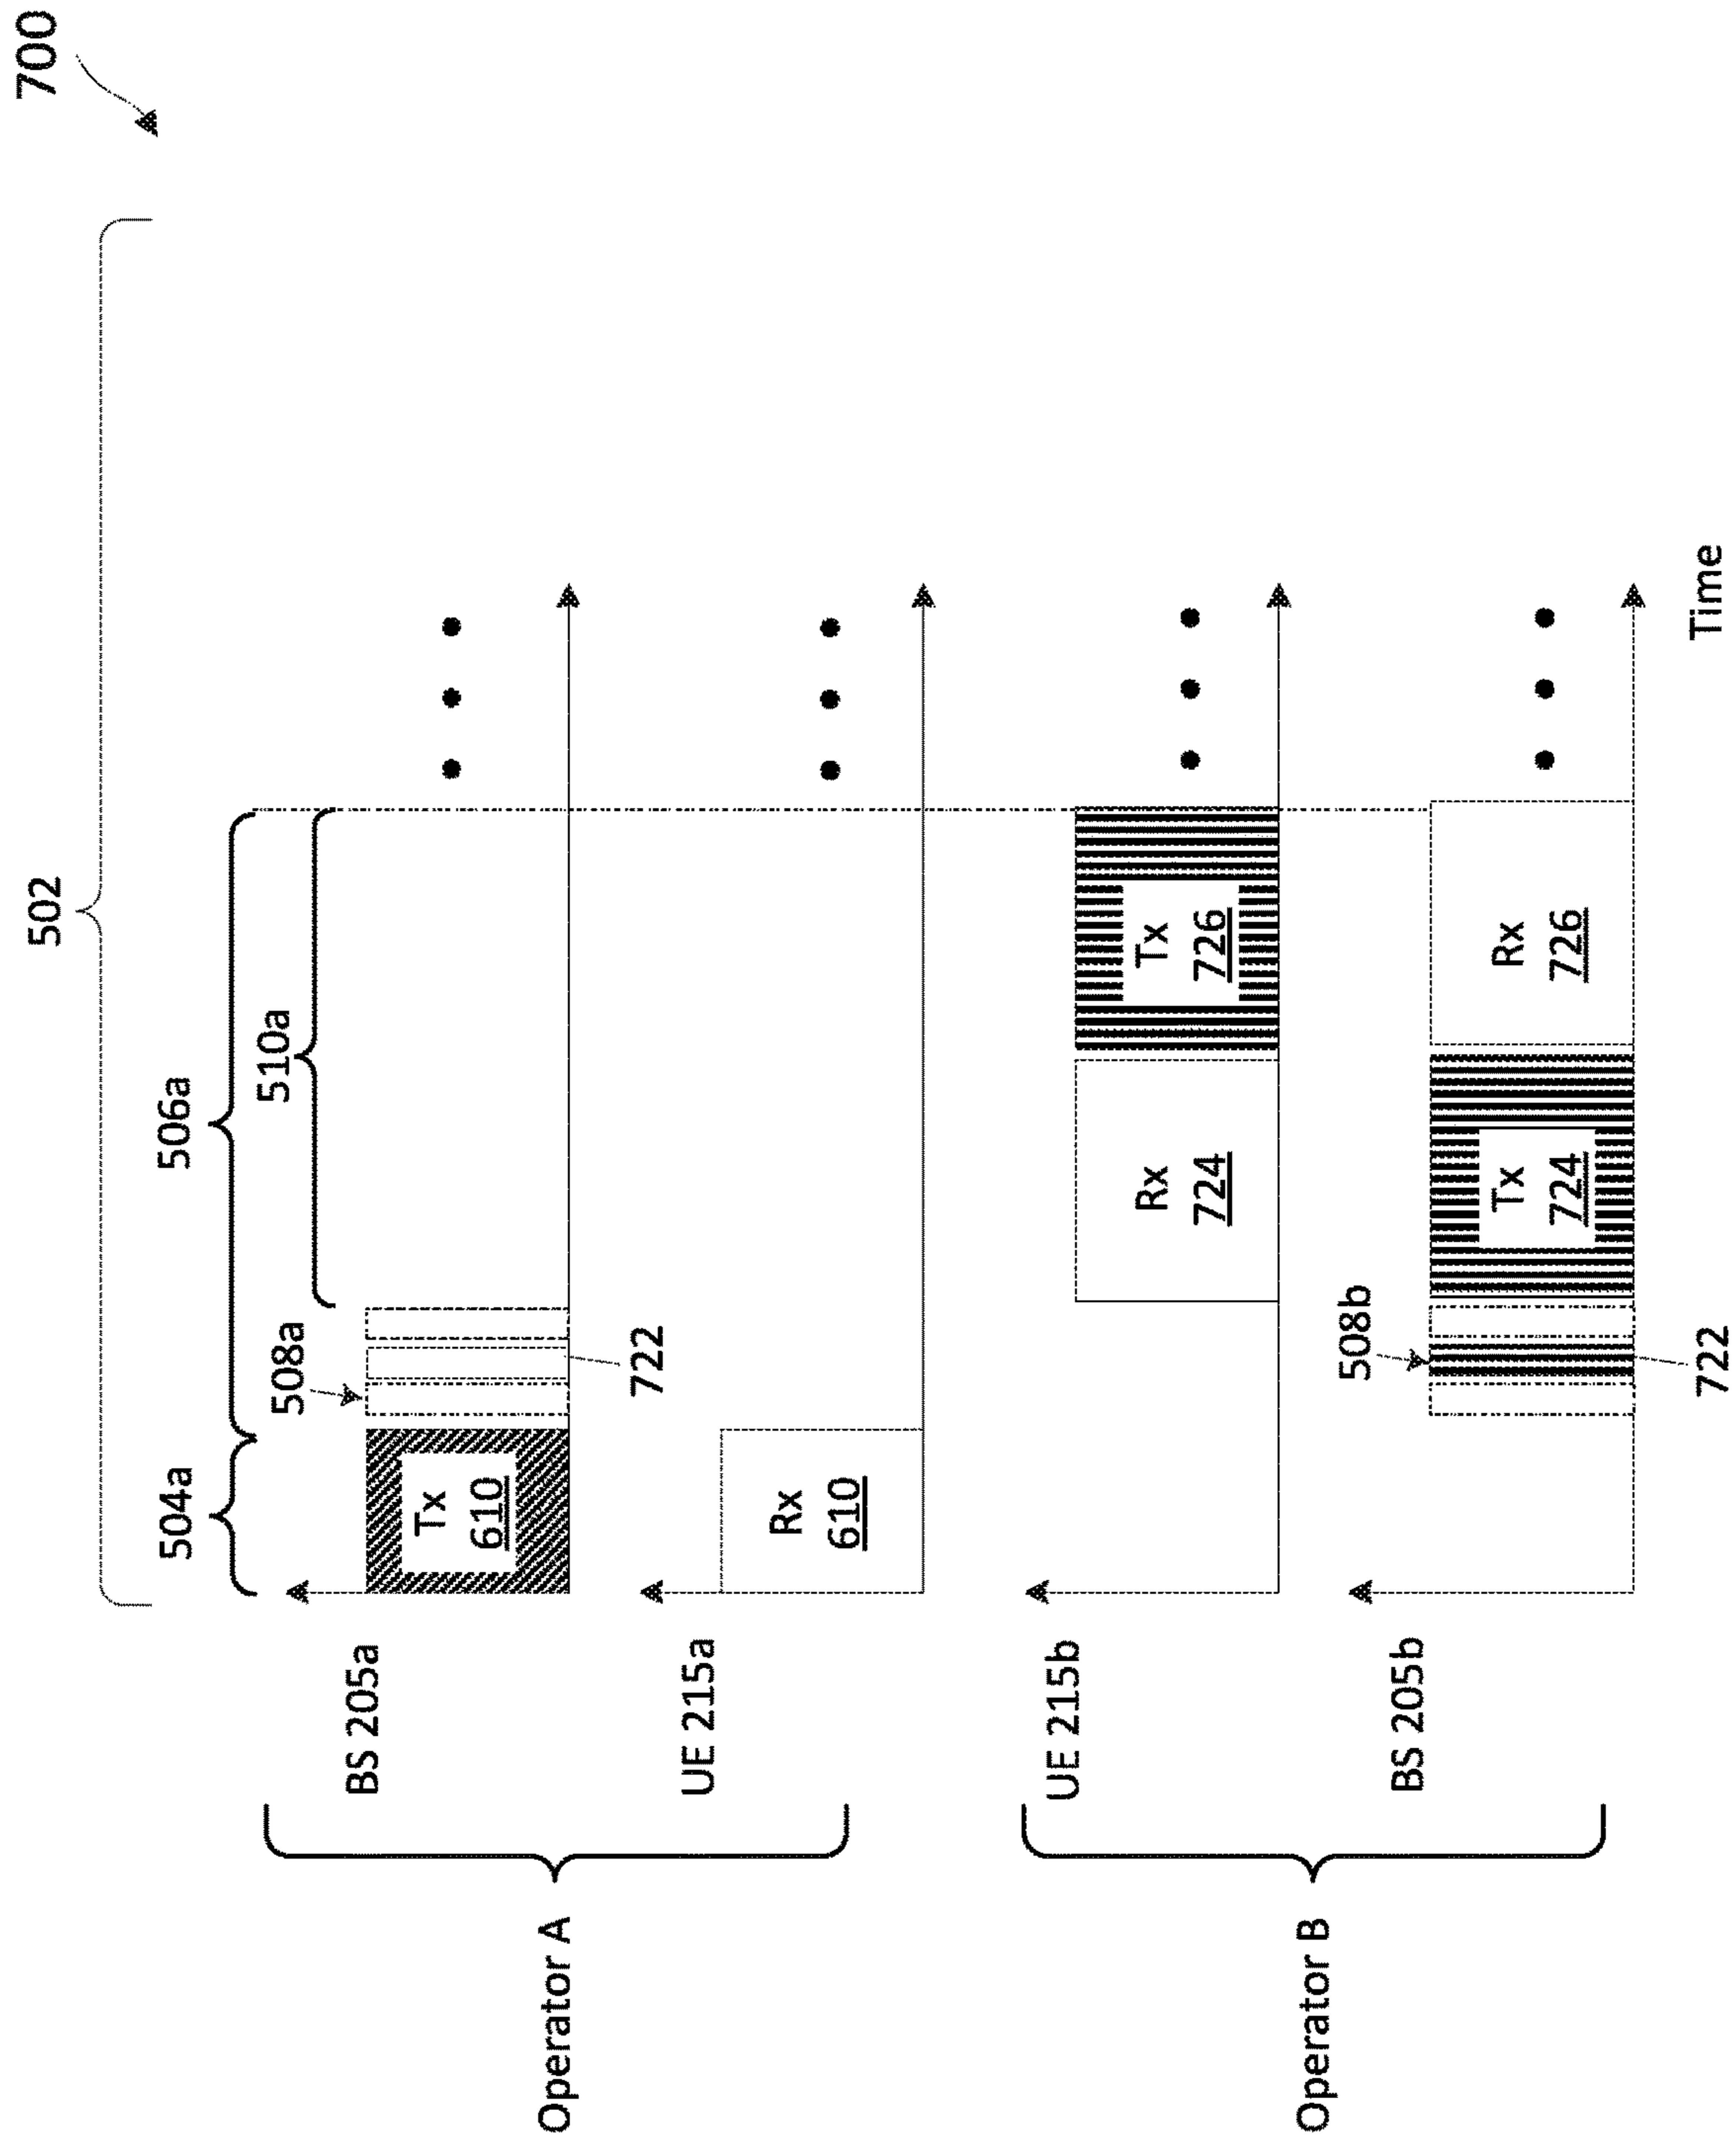 700
502
506a
504a
510a
508a
Operator A
BS 205a
Tx
610
722
UE 215a
Rx
610
Operator B
UE 215b
Rx
724
Tx
726
508b
BS 205b
Tx
724
Rx
726
722
Time